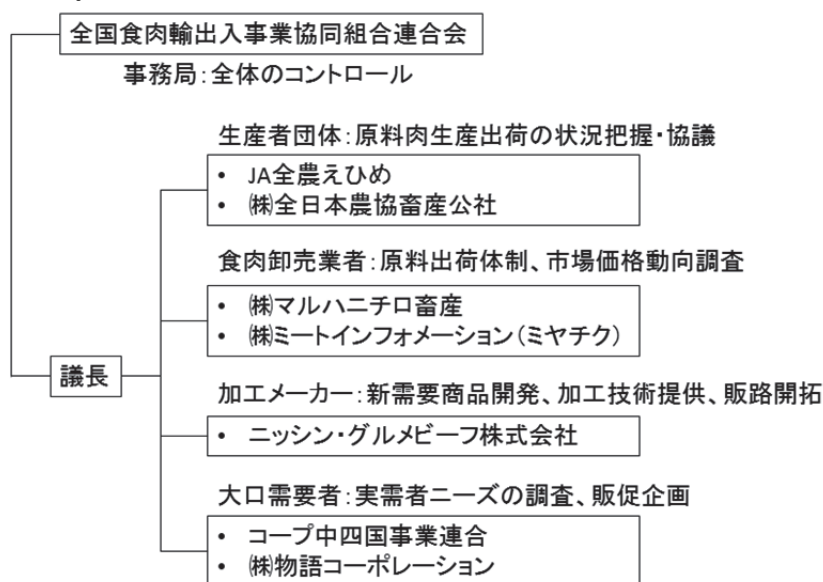 全国食肉輸出入事業協同組合連合会
事務局：全体のコントロール
生産者団体：原料肉生産出荷の状況把握・協議
• JA全農えひめ
• ㈱全日本農協畜産公社
食肉卸売業者：原料出荷体制、市場価格動向調査
• ㈱マルハニチロ畜産
• ㈱ミートインフォメーション（ミヤチク）
議長
加工メーカー：新需要商品開発、加工技術提供、販路開拓
• ニッシン・グルメビーフ株式会社
大口需要者：実需者ニーズの調査、販促企画
• コープ中四国事業連合
• ㈱物語コーポレーション